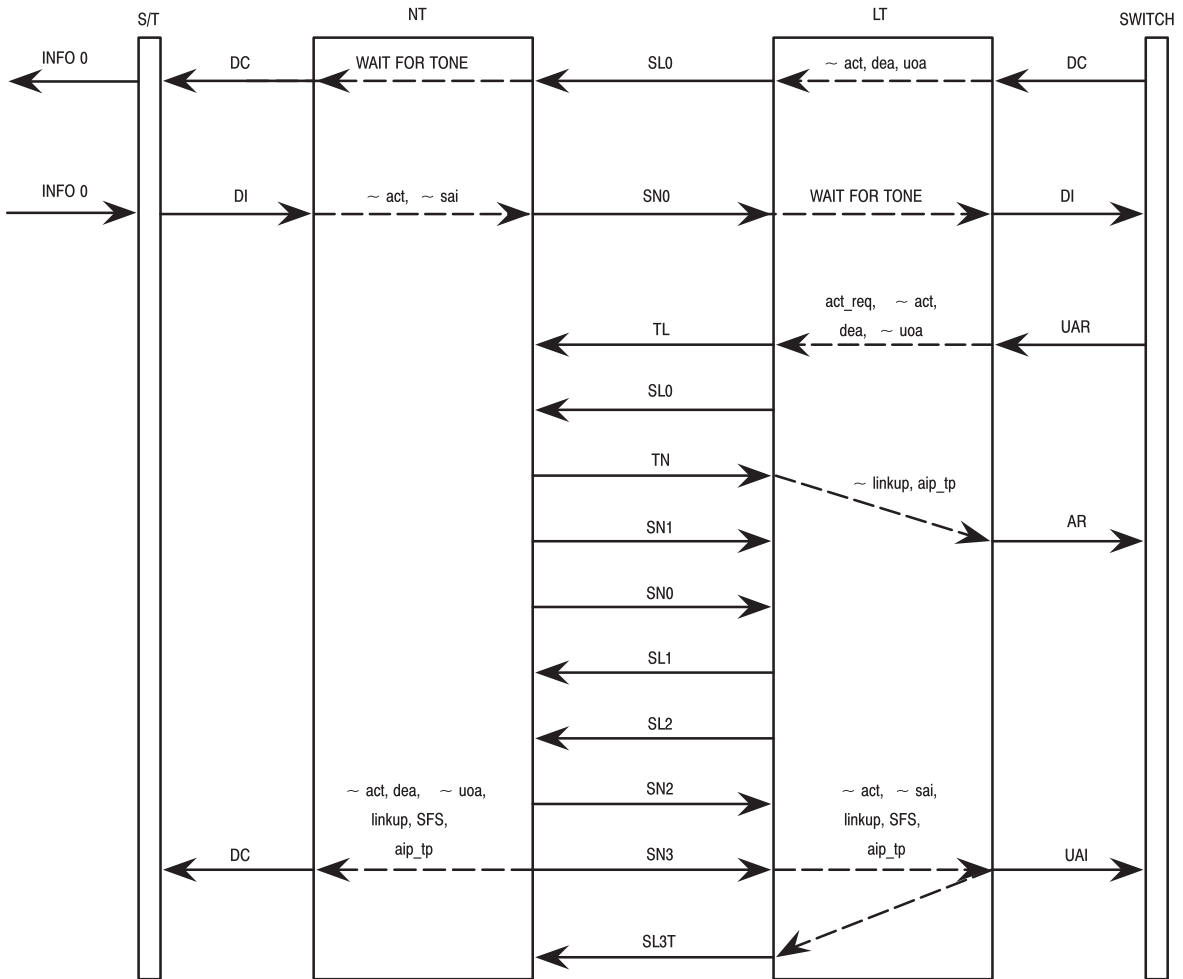 S/T NT LT SWITCH
INFO 0 DC WAIT FOR TONE SL0 ~ act, dea, uoa DC
INFO 0 DI ~ act, ~ sai SN0 WAIT FOR TONE DI
act_req, ~ act,
TL dea, ~ uoa UAR
SL0
TN ~ linkup, aip_tp
SN1 AR
SN0
SL1
SL2
~ act, dea, ~ uoa, SN2 ~ act, ~ sai,
linkup, SFS, linkup, SFS,
DC aip_tp SN3 aip_tp UAI
SL3T